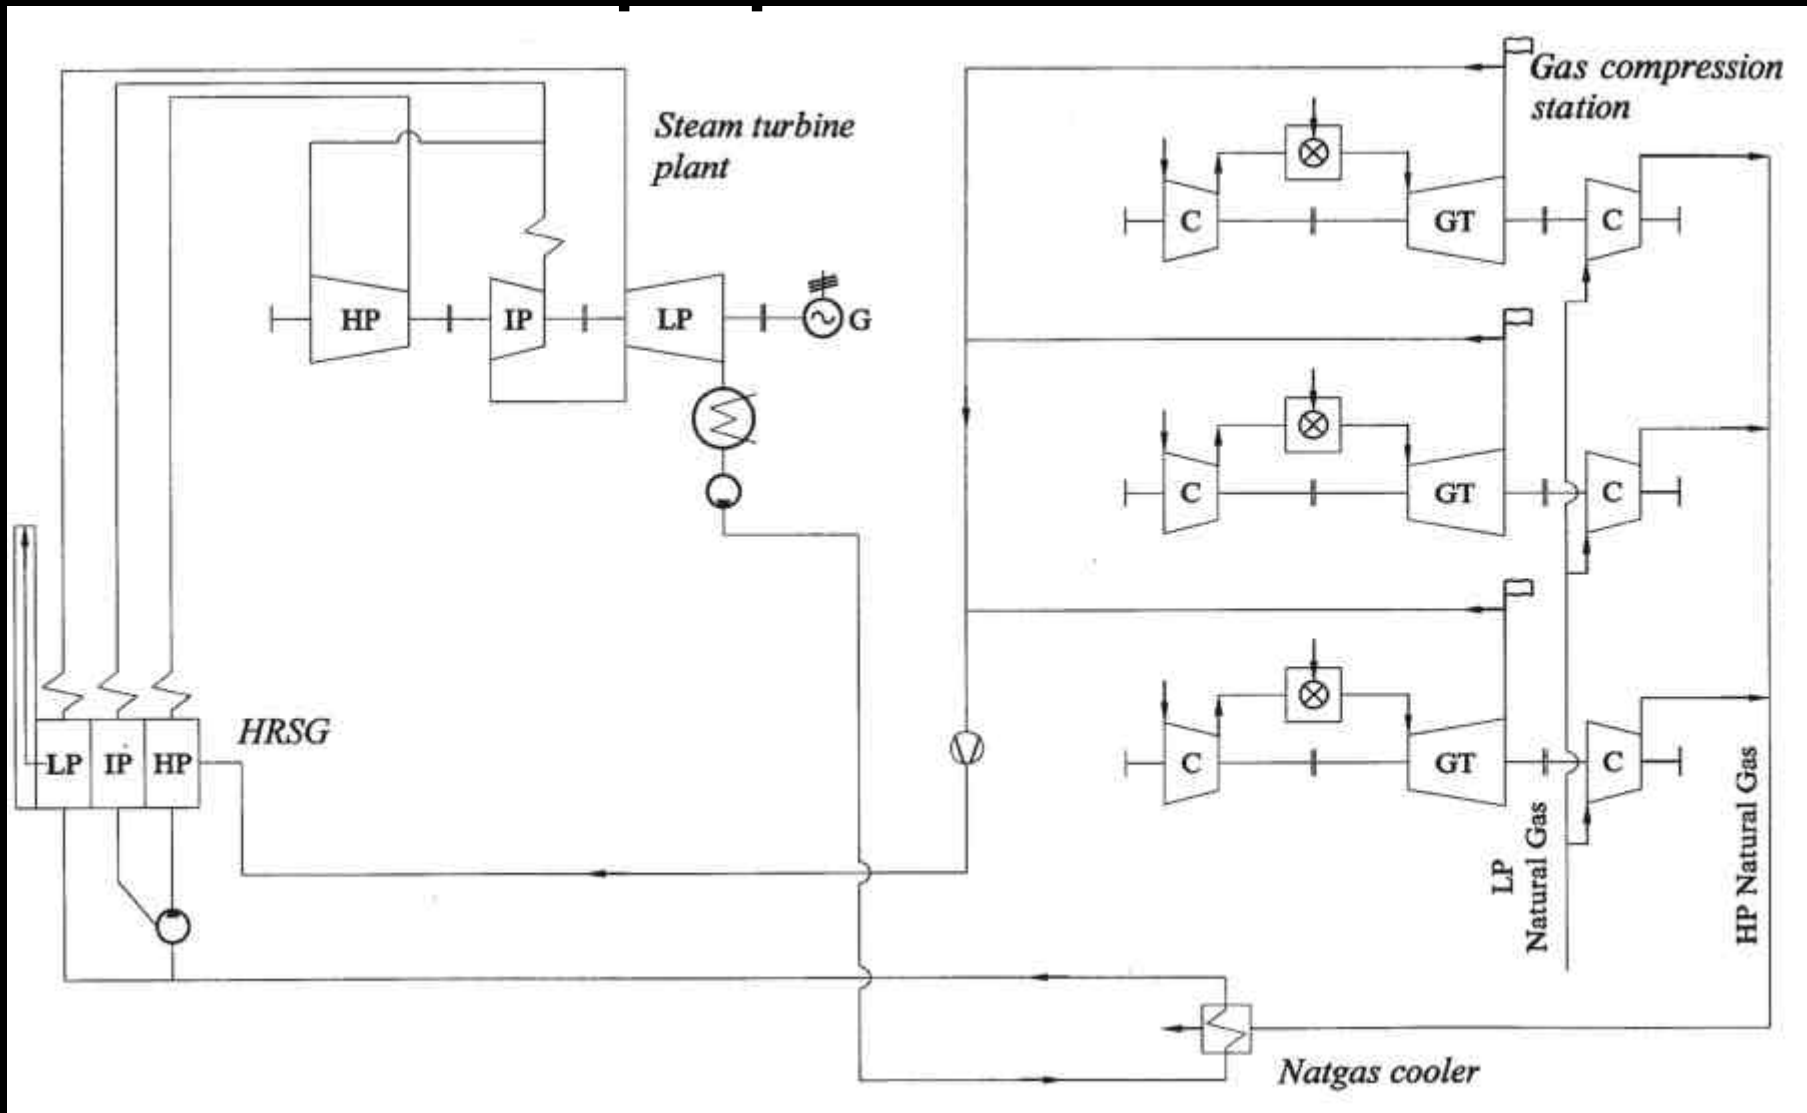 Gas compression
station
Steam turbine
plant
C
GT
C
HP
IP
LP
G
C
GT
C
HRSG
LP
IP
HP
C
GT
C
LP
Natural Gas
HP Natural Gas
Natgas cooler